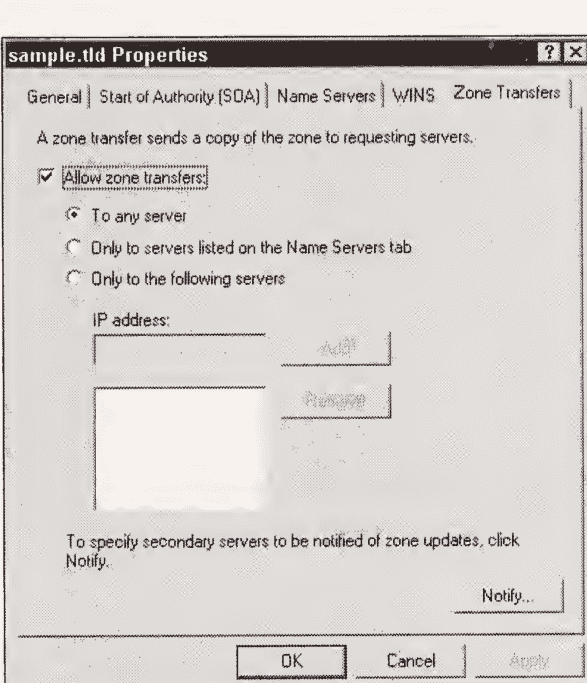 sample.tld Properties
General Start of Authority (SOA) Name Servers WINS Zone Transfers
A zone transfer sends a copy of the zone to requesting servers.
Allow zone transfers:
To any server
Only to servers listed on the Name Servers tab
Only to the following servers
IP address:
Add
Remove
To specify secondary servers to be notified of zone updates, click
Notify.
Notify...
OK Cancel Apply